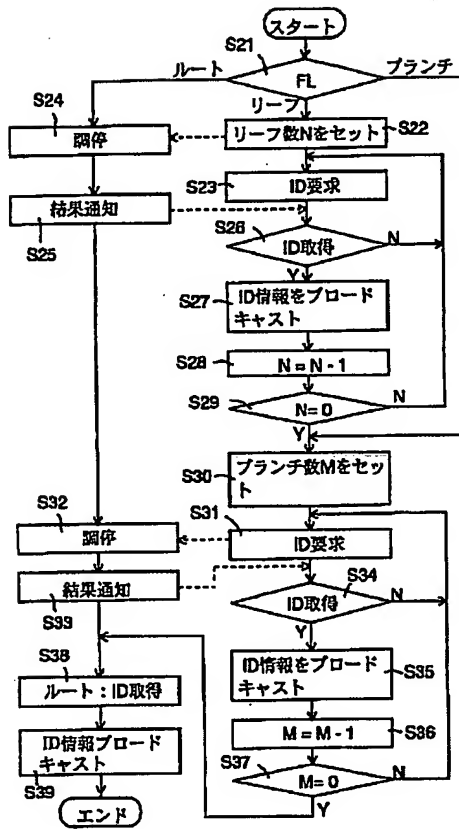 スタート
S21
ルート
FL
ブランチ
リーフ
S24
調停
リーフ数Nをセット
S22
S23
ID要求
結果通知
S25
S26
ID取得
N
Y
S27
ID情報をブロード
キャスト
S28
N = N - 1
S29
N= 0
N
Y
S30
ブランチ数Mをセッ
ト
S32
S31
調停
ID要求
結果通知
S33
S34
ID取得
N
Y
S38
ルート : ID取得
ID情報をブロード
キャスト
S35
ID情報ブロード
キャスト
S39
M = M - 1
S36
S37
M= 0
N
Y
エンド